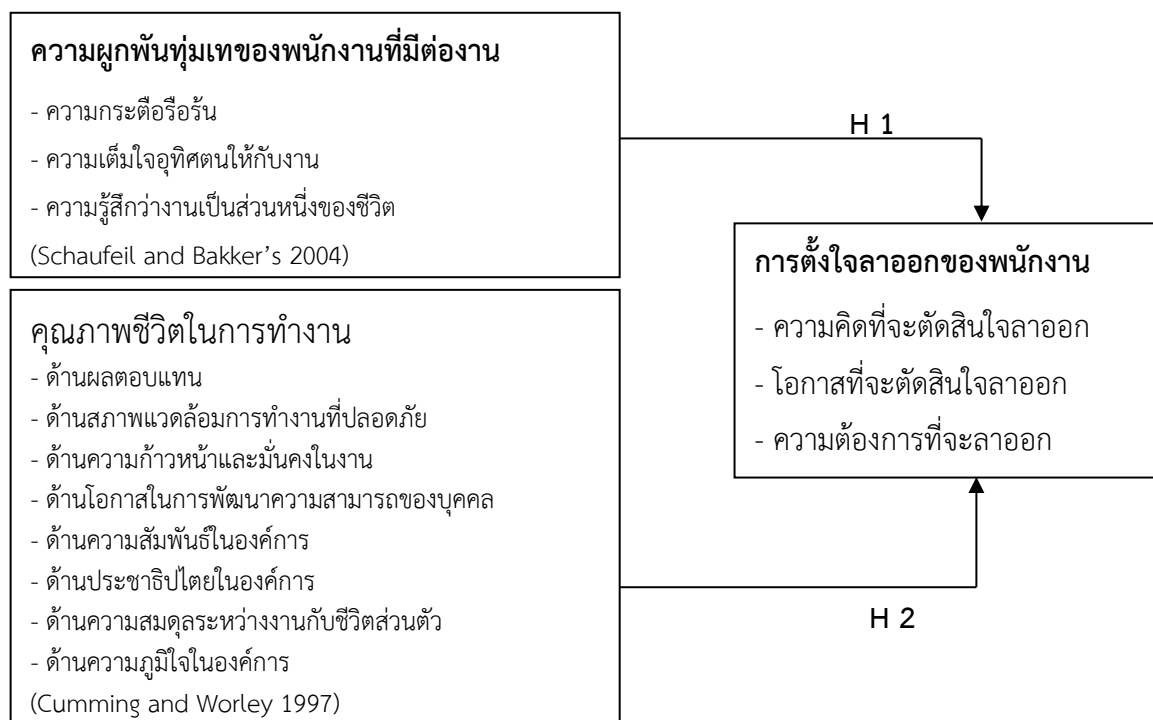 ความผูกพันทุ่มเทของพนักงานที่มีต่องาน
- ความกระตือรือร้น
- ความเต็มใจอุทิศตนให้กับงาน
- ความรู้สึกว่างานเป็นส่วนหนึ่งของชีวิต
(Schaufeil and Bakker’s 2004)
H 1
การตั้งใจลาออกของพนักงาน
- ความคิดที่จะตัดสินใจลาออก
- โอกาสที่จะตัดสินใจลาออก
- ความต้องการที่จะลาออก
คุณภาพชีวิตในการทำงาน
- ด้านผลตอบแทน
- ด้านสภาพแวดล้อมการทำงานที่ปลอดภัย
- ด้านความก้าวหน้าและมั่นคงในงาน
- ด้านโอกาสในการพัฒนาความสามารถของบุคคล
- ด้านความสัมพันธ์ในองค์การ
- ด้านประชาธิปไตยในองค์การ
- ด้านความสมดุลระหว่างงานกับชีวิตส่วนตัว
- ด้านความภูมิใจในองค์การ
(Cumming and Worley 1997)
H 2